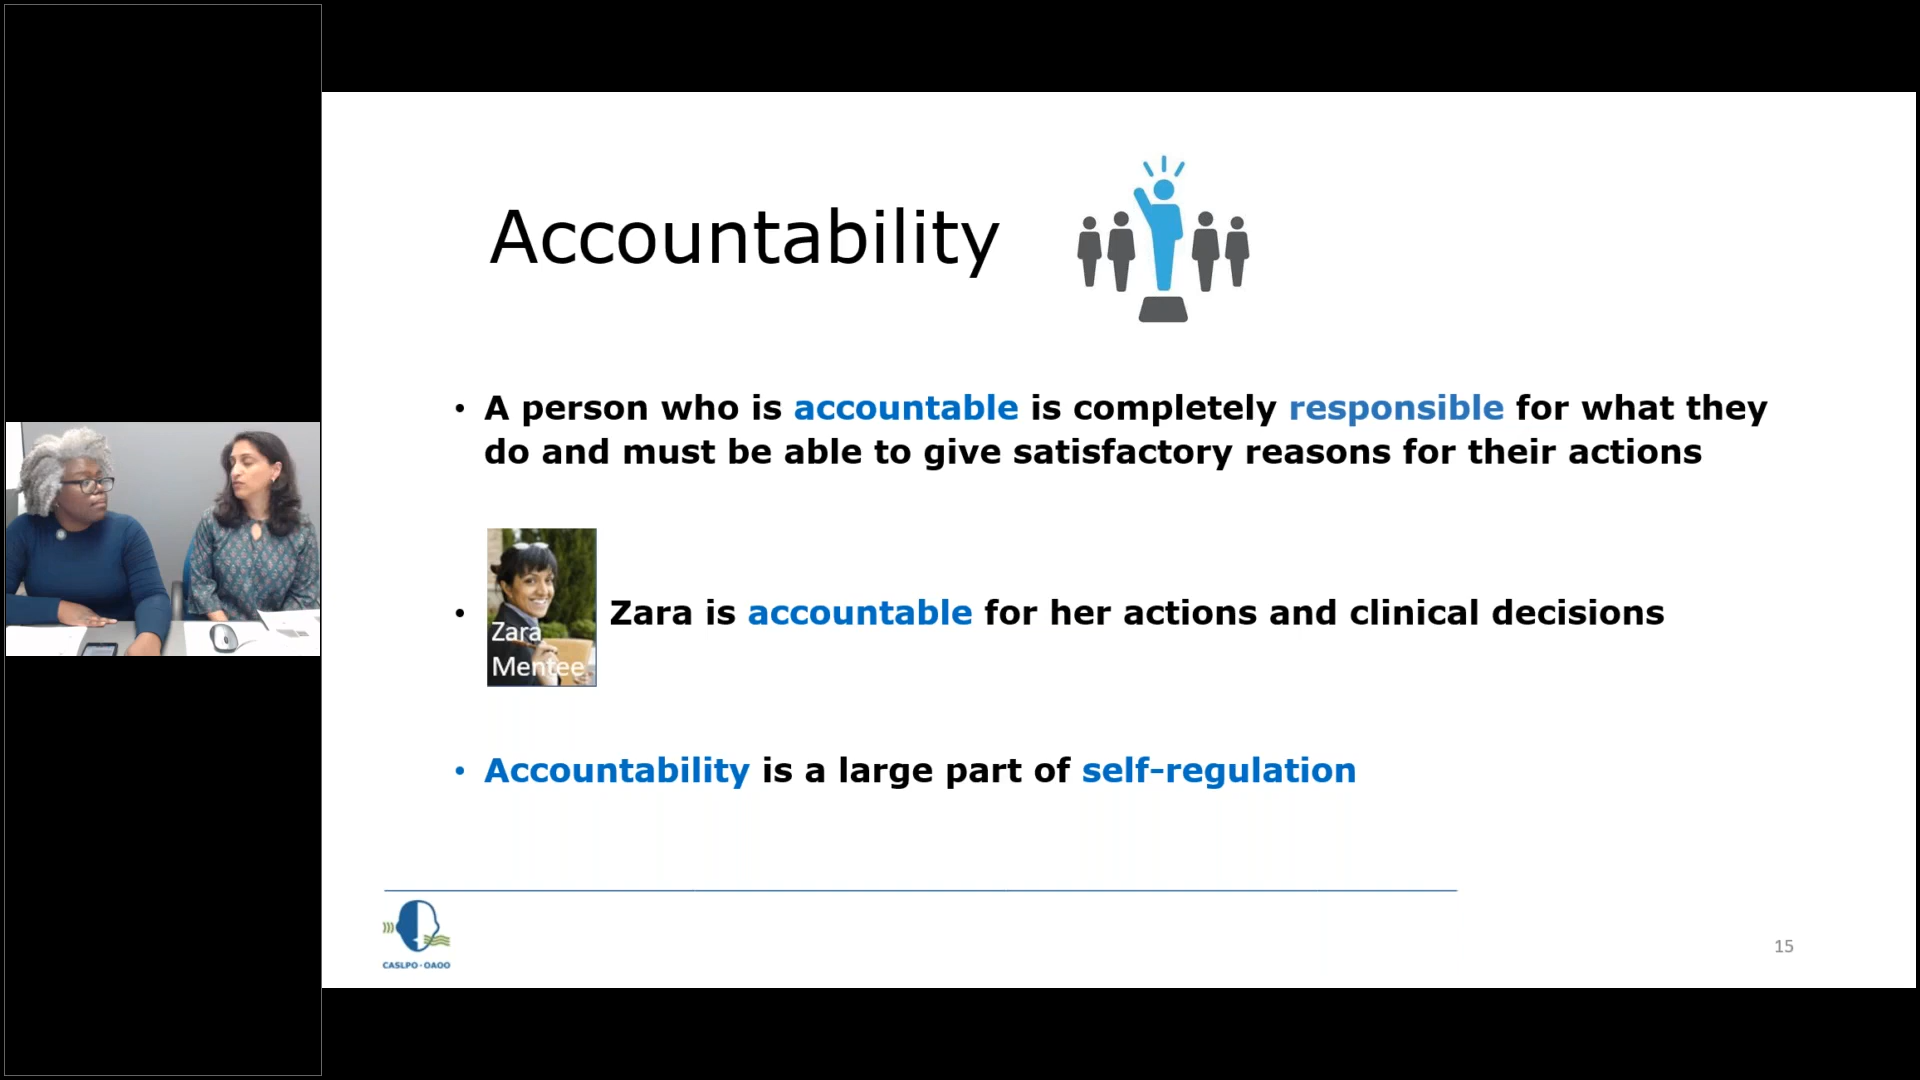 Accountability
• A person who is accountable is completely responsible for what they
do and must be able to give satisfactory reasons for their actions
• Zara is accountable for her actions and clinical decisions
Zara
Mentee
• Accountability is a large part of self-regulation
CASLPO·OAOO
15